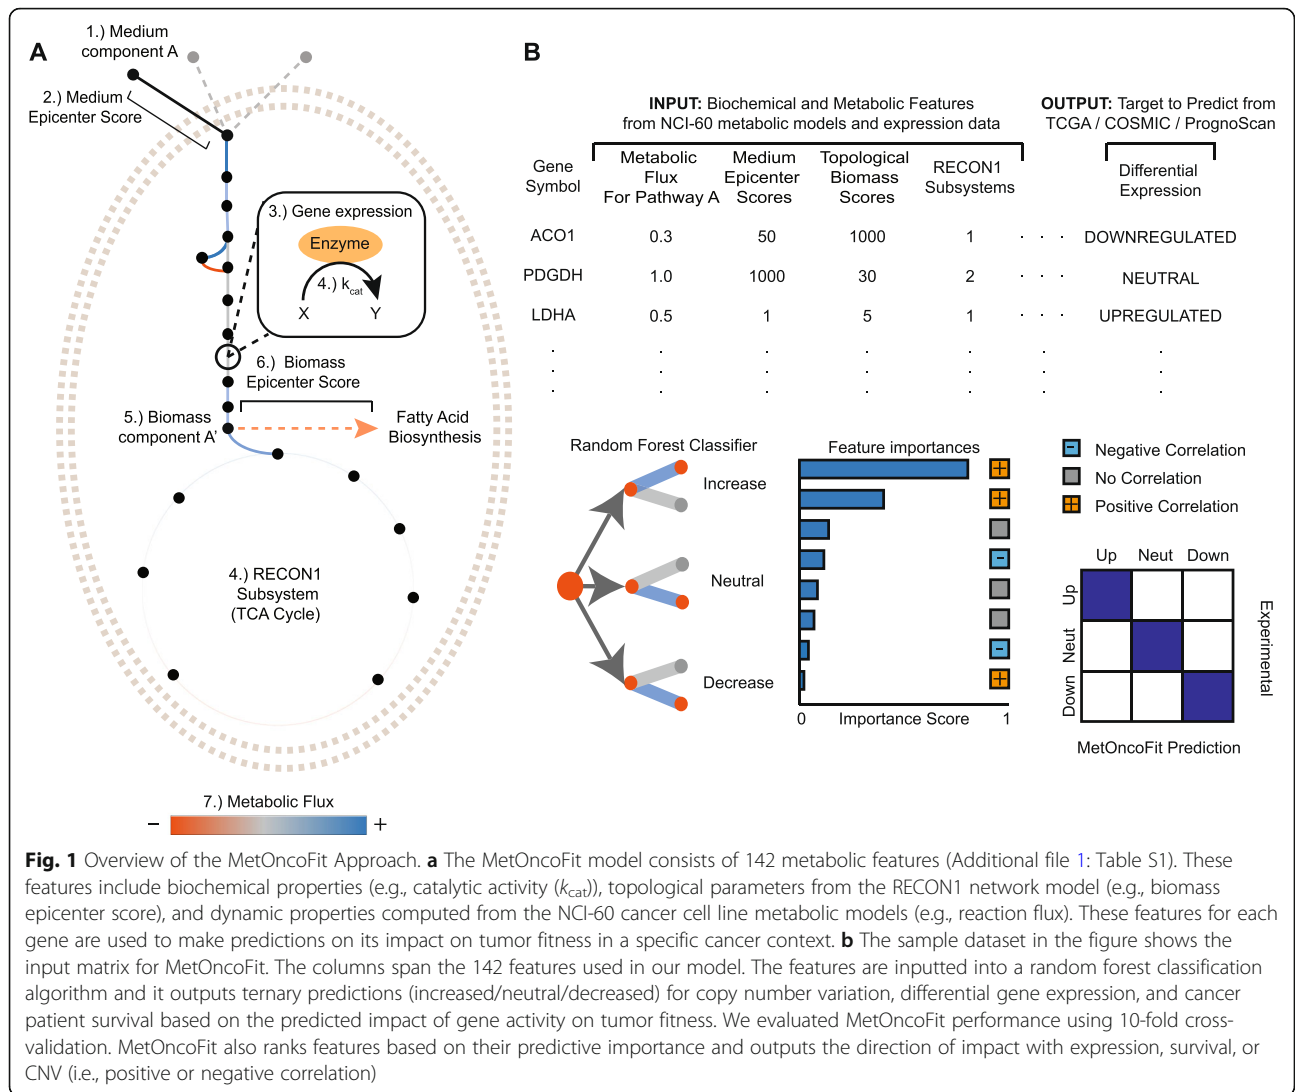 A
1.) Medium
component A
2.) Medium
Epicenter Score
3.) Gene expression
Enzyme
4.) kcat
X Y
6.) Biomass
Epicenter Score
5.) Biomass
component A'
Fatty Acid
Biosynthesis
4.) RECON1
Subsystem
(TCA Cycle)
7.) Metabolic Flux
− +
B
INPUT: Biochemical and Metabolic Features
from NCI-60 metabolic models and expression data
OUTPUT: Target to Predict from
TCGA / COSMIC / PrognoScan
Gene
Symbol
Metabolic
Flux
For Pathway A
Medium
Epicenter
Scores
Topological
Biomass
Scores
RECON1
Subsystems
Differential
Expression
ACO1 0.3 50 1000 1 · · · DOWNREGULATED
PDGDH 1.0 1000 30 2 · · · NEUTRAL
LDHA 0.5 1 5 1 · · · UPREGULATED
. . . . . . .
. . . . . . .
. . . . . . .
Random Forest Classifier
Increase
Neutral
Decrease
Feature importances
+
+
-
-
+
0 Importance Score 1
- Negative Correlation
No Correlation
+ Positive Correlation
Up Neut Down
Up
Neut
Down
Experimental
MetOncoFit Prediction
Fig. 1 Overview of the MetOncoFit Approach. a The MetOncoFit model consists of 142 metabolic features (Additional file 1: Table S1). These
features include biochemical properties (e.g., catalytic activity (kcat)), topological parameters from the RECON1 network model (e.g., biomass
epicenter score), and dynamic properties computed from the NCI-60 cancer cell line metabolic models (e.g., reaction flux). These features for each
gene are used to make predictions on its impact on tumor fitness in a specific cancer context. b The sample dataset in the figure shows the
input matrix for MetOncoFit. The columns span the 142 features used in our model. The features are inputted into a random forest classification
algorithm and it outputs ternary predictions (increased/neutral/decreased) for copy number variation, differential gene expression, and cancer
patient survival based on the predicted impact of gene activity on tumor fitness. We evaluated MetOncoFit performance using 10-fold cross-
validation. MetOncoFit also ranks features based on their predictive importance and outputs the direction of impact with expression, survival, or
CNV (i.e., positive or negative correlation)